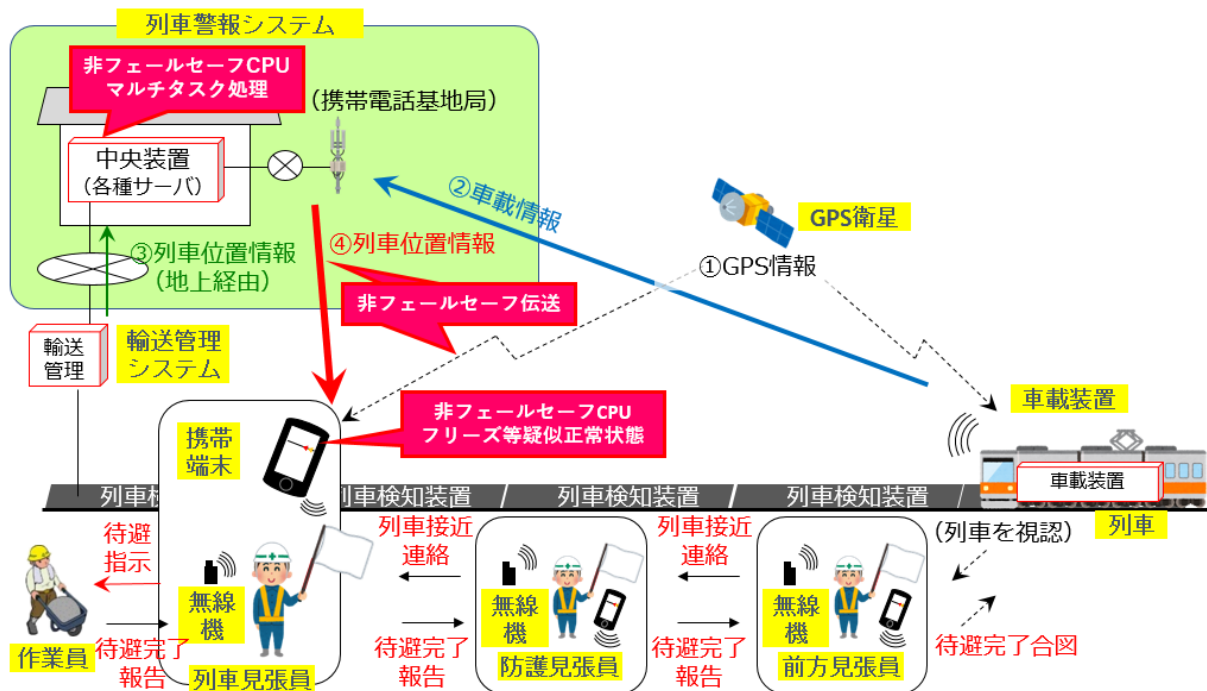 列車警報システム
非フェールセーフCPU
マルチタスク処理
(携帯電話基地局)
中央装置
(各種サーバ)
②車載情報
GPS衛星
③列車位置情報
(地上経由)
④列車位置情報
①GPS情報
非フェールセーフ伝送
輸送
管理
輸送管理
システム
非フェールセーフCPU
フリーズ等疑似正常状態
車載装置
携帯
端末
車載装置
列車検
列車検知装置
列車検知装置
列車検知装置
列車
待避
指示
列車接近
連絡
列車接近
連絡
(列車を視認)
無線
機
無線
機
無線
機
作業員
待避完了
報告
列車見張員
待避完了
報告
防護見張員
待避完了
報告
前方見張員
待避完了合図